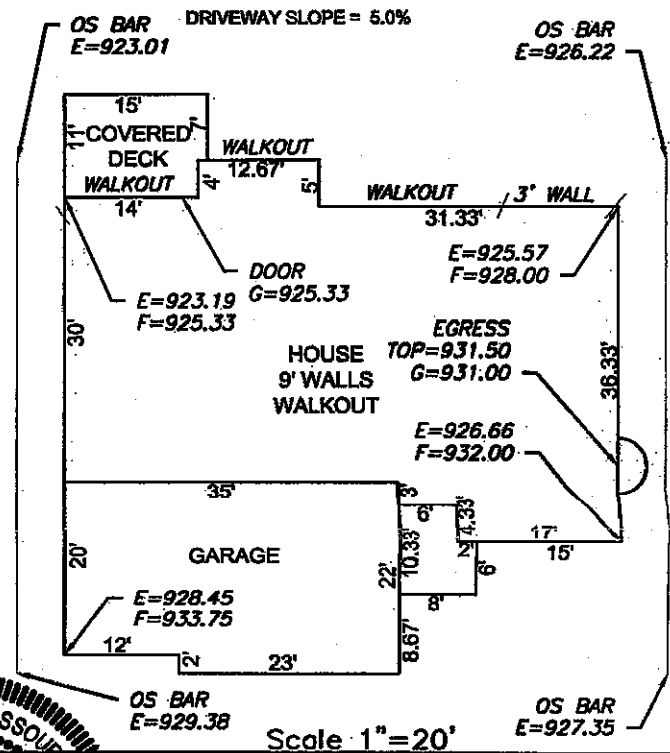 DRIVEWAY SLOPE = 5.0%
OS BAR
E=923.01
OS BAR
E=926.22
15'
11'
7'
COVERED
DECK
WALKOUT
12.67'
WALKOUT
14'
4'
5'
WALKOUT
3' WALL
31.33'
DOOR
G=925.33
E=923.19
F=925.33
E=925.57
F=928.00
30'
HOUSE
9' WALLS
WALKOUT
EGRESS
TOP=931.50
G=931.00
36.33'
E=926.66
F=932.00
35'
3'
6'
4.33'
2'
17'
15'
20'
GARAGE
22'
10.33'
6'
8'
E=928.45
F=933.75
12'
2'
23'
8.67'
OS BAR
E=929.38
Scale 1"=20'
OS BAR
E=927.35